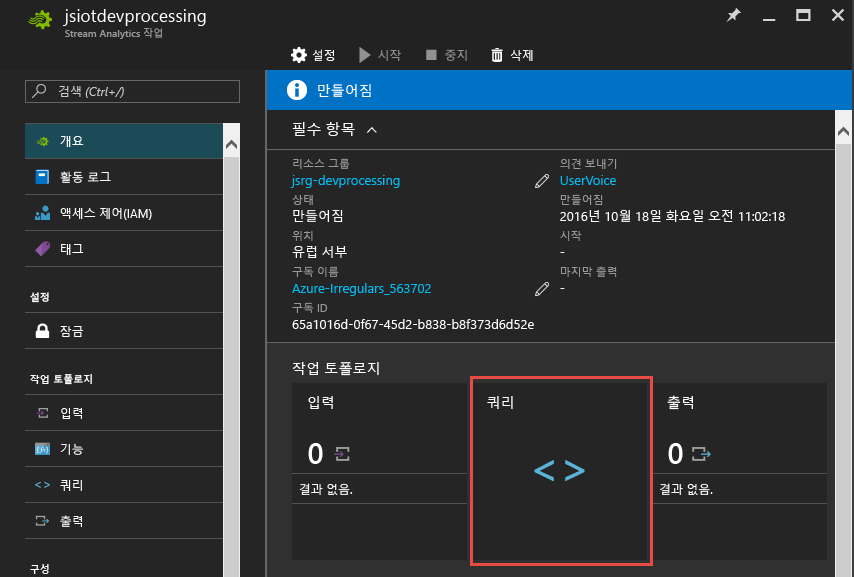 jsiotdevprocessing
Stream Analytics 작업
설정
시작
중지
삭제
검색 (Ctrl+/)
개요
활동 로그
액세스 제어(IAM)
태그
설정
잠금
작업 토폴로지
입력
기능
쿼리
출력
구성
만들어짐
필수 항목
리소스 그룹
jsrg-devprocessing
상태
만들어짐
위치
유럽 서부
구독 이름
Azure-Irregulars_563702
구독 ID
65a1016d-0f67-45d2-b838-b8f373d6d52e
의견 보내기
UserVoice
만들어짐
2016년 10월 18일 화요일 오전 11:02:18
시작
-
마지막 출력
-
작업 토폴로지
입력
0
결과 없음.
쿼리
< >
출력
0
결과 없음.